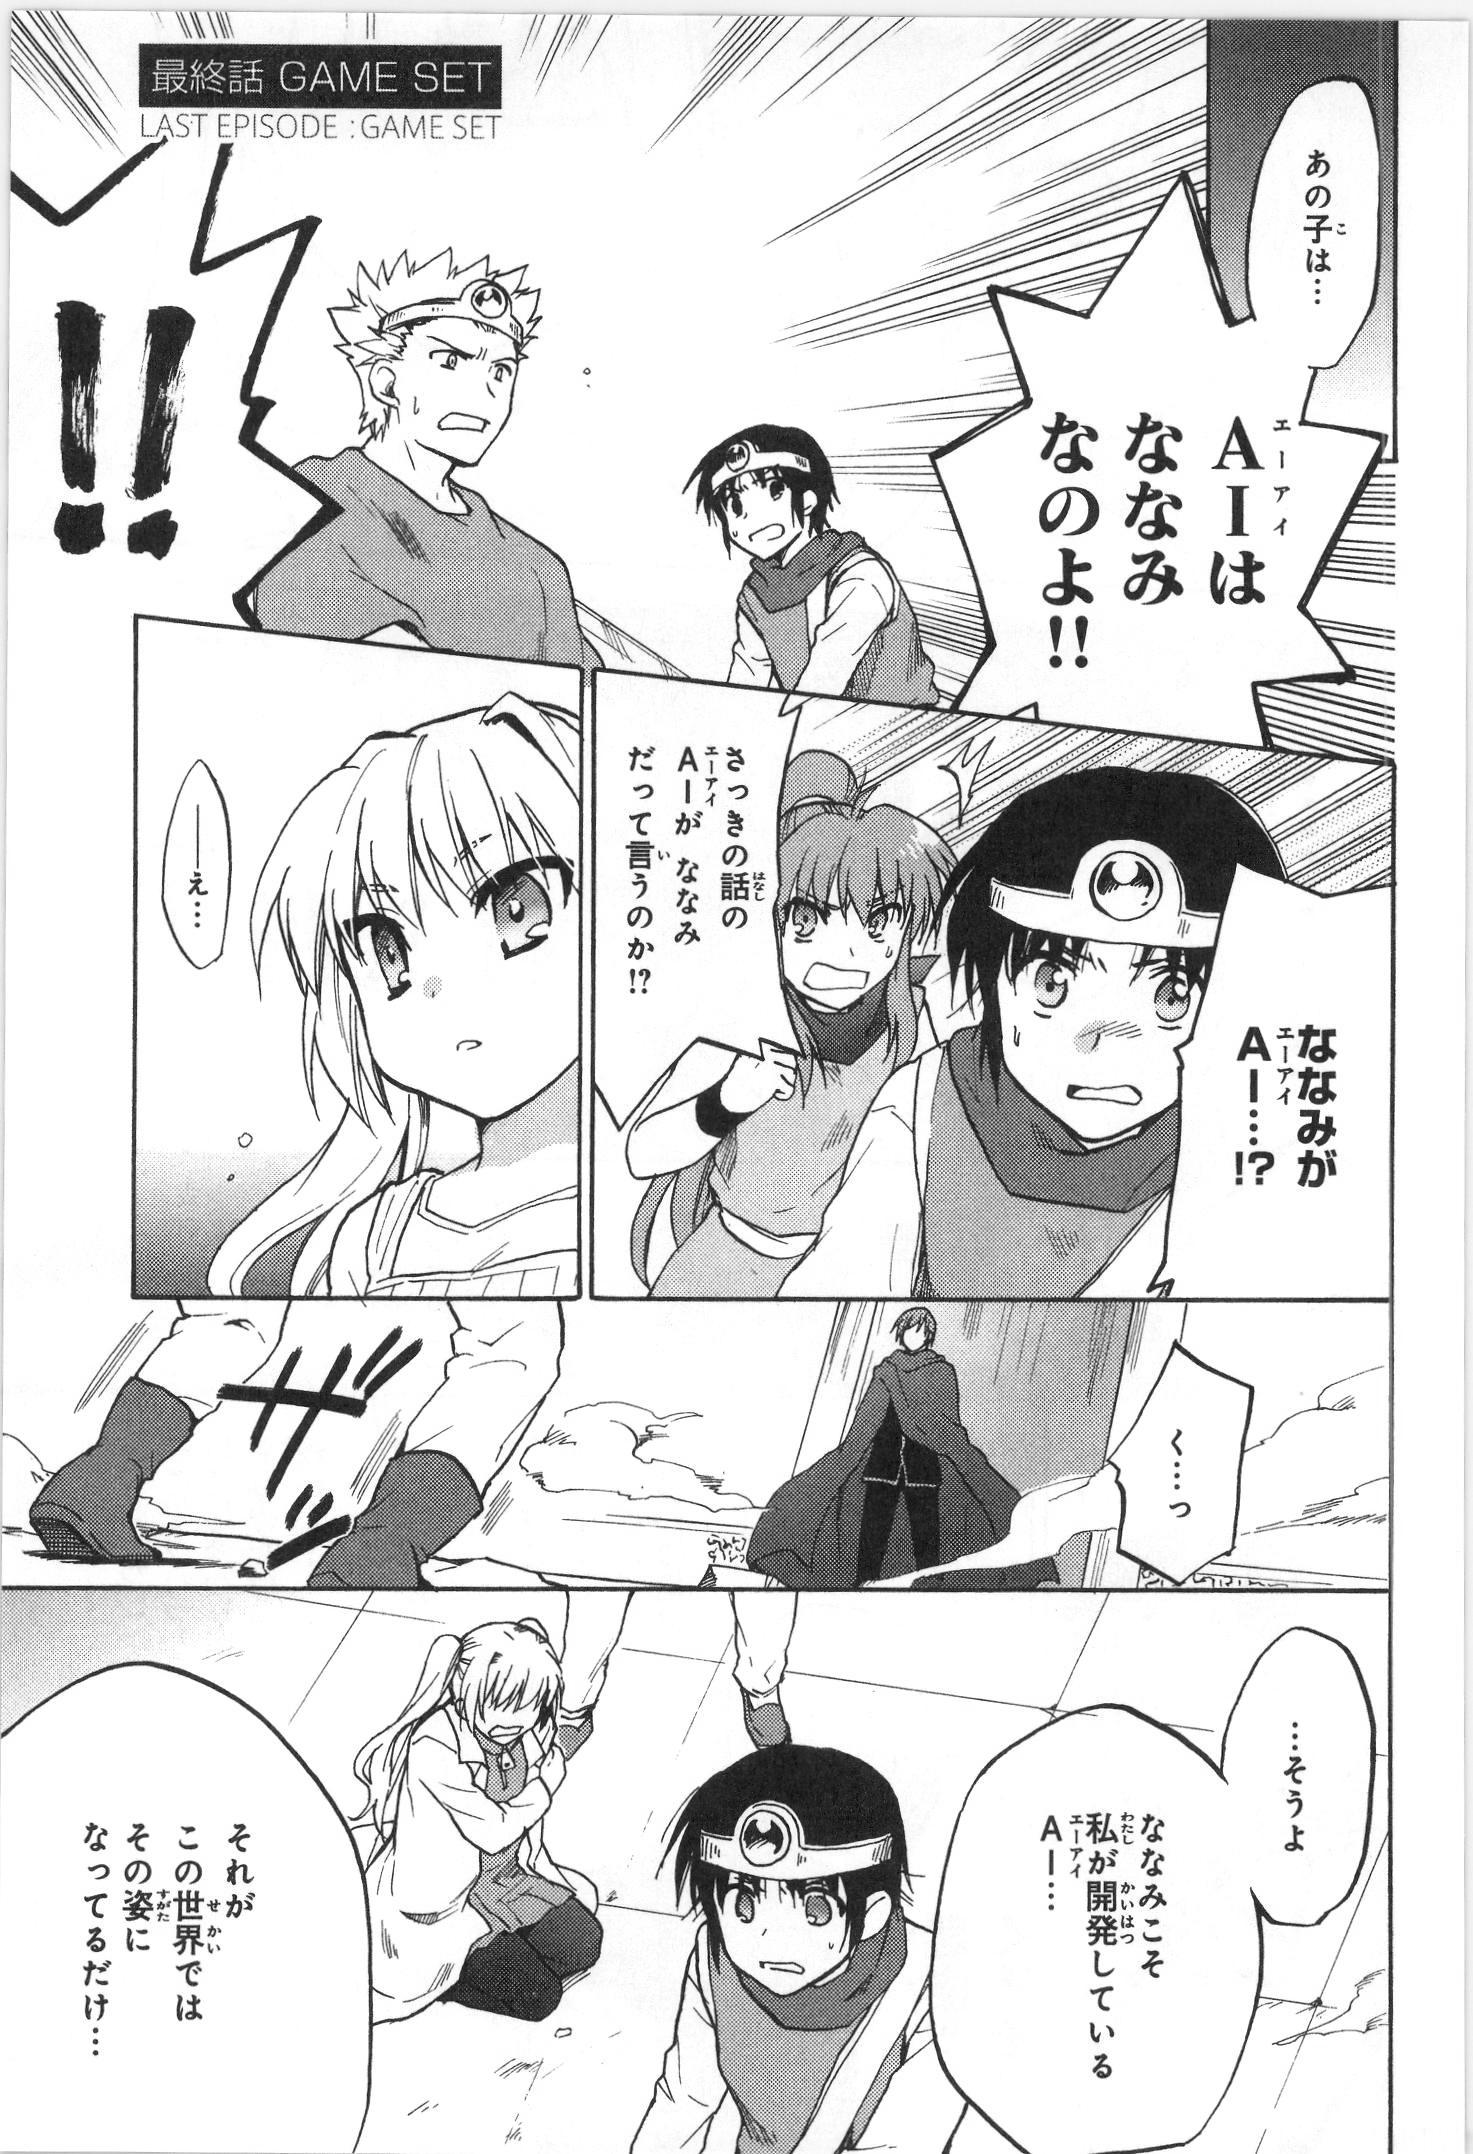 最終話 GAME SET
LAST EPISODE : GAME SET
あの子は…
AIは
ななみ
なのよ!!
!!
ななみが
AI…!?
さっきの話の
AIが ななみ
だって言うのか!?
――え…
く…っ
ザッ
…そうよ
ななみこそ
私が開発している
AI…
それが
この世界では
その姿に
なってるだけ…